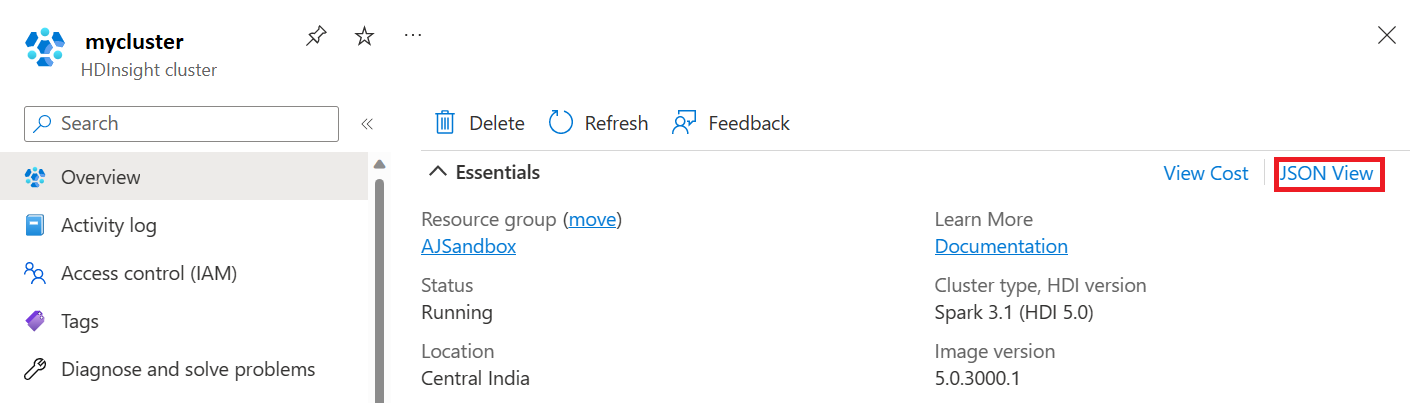 mycluster
HDInsight cluster
Search
Overview
Activity log
Access control (IAM)
Tags
Diagnose and solve problems
Delete
Refresh
Feedback
Essentials
View Cost
JSON View
Resource group (move)
AJSandbox
Status
Running
Location
Central India
Learn More
Documentation
Cluster type, HDI version
Spark 3.1 (HDI 5.0)
Image version
5.0.3000.1